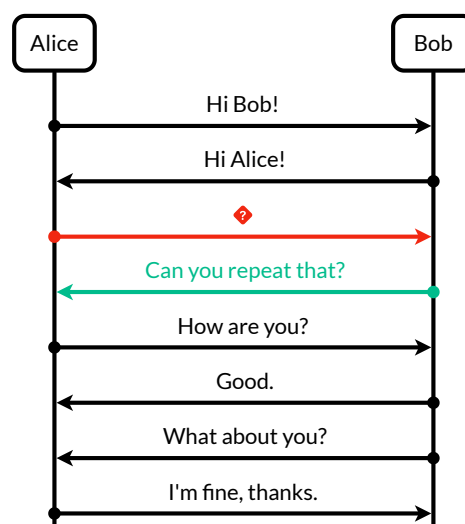 Alice
Bob
Hi Bob!
Hi Alice!
?
Can you repeat that?
How are you?
Good.
What about you?
I'm fine, thanks.